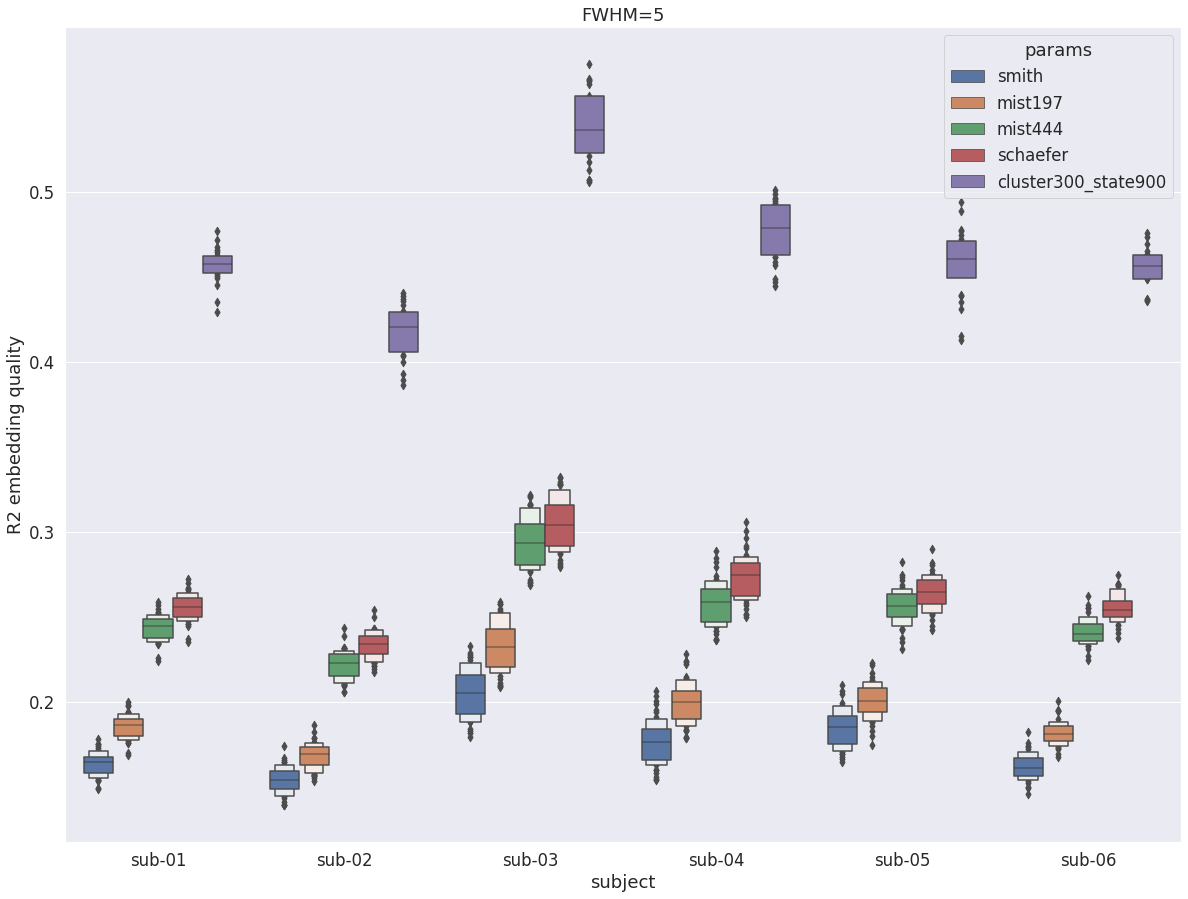 FWHM=5
params
smith
mist197
mist444
schaefer
cluster300_state900
R2 embedding quality
0.5
0.4
0.3
0.2
sub-01
sub-02
sub-03
sub-04
sub-05
sub-06
subject